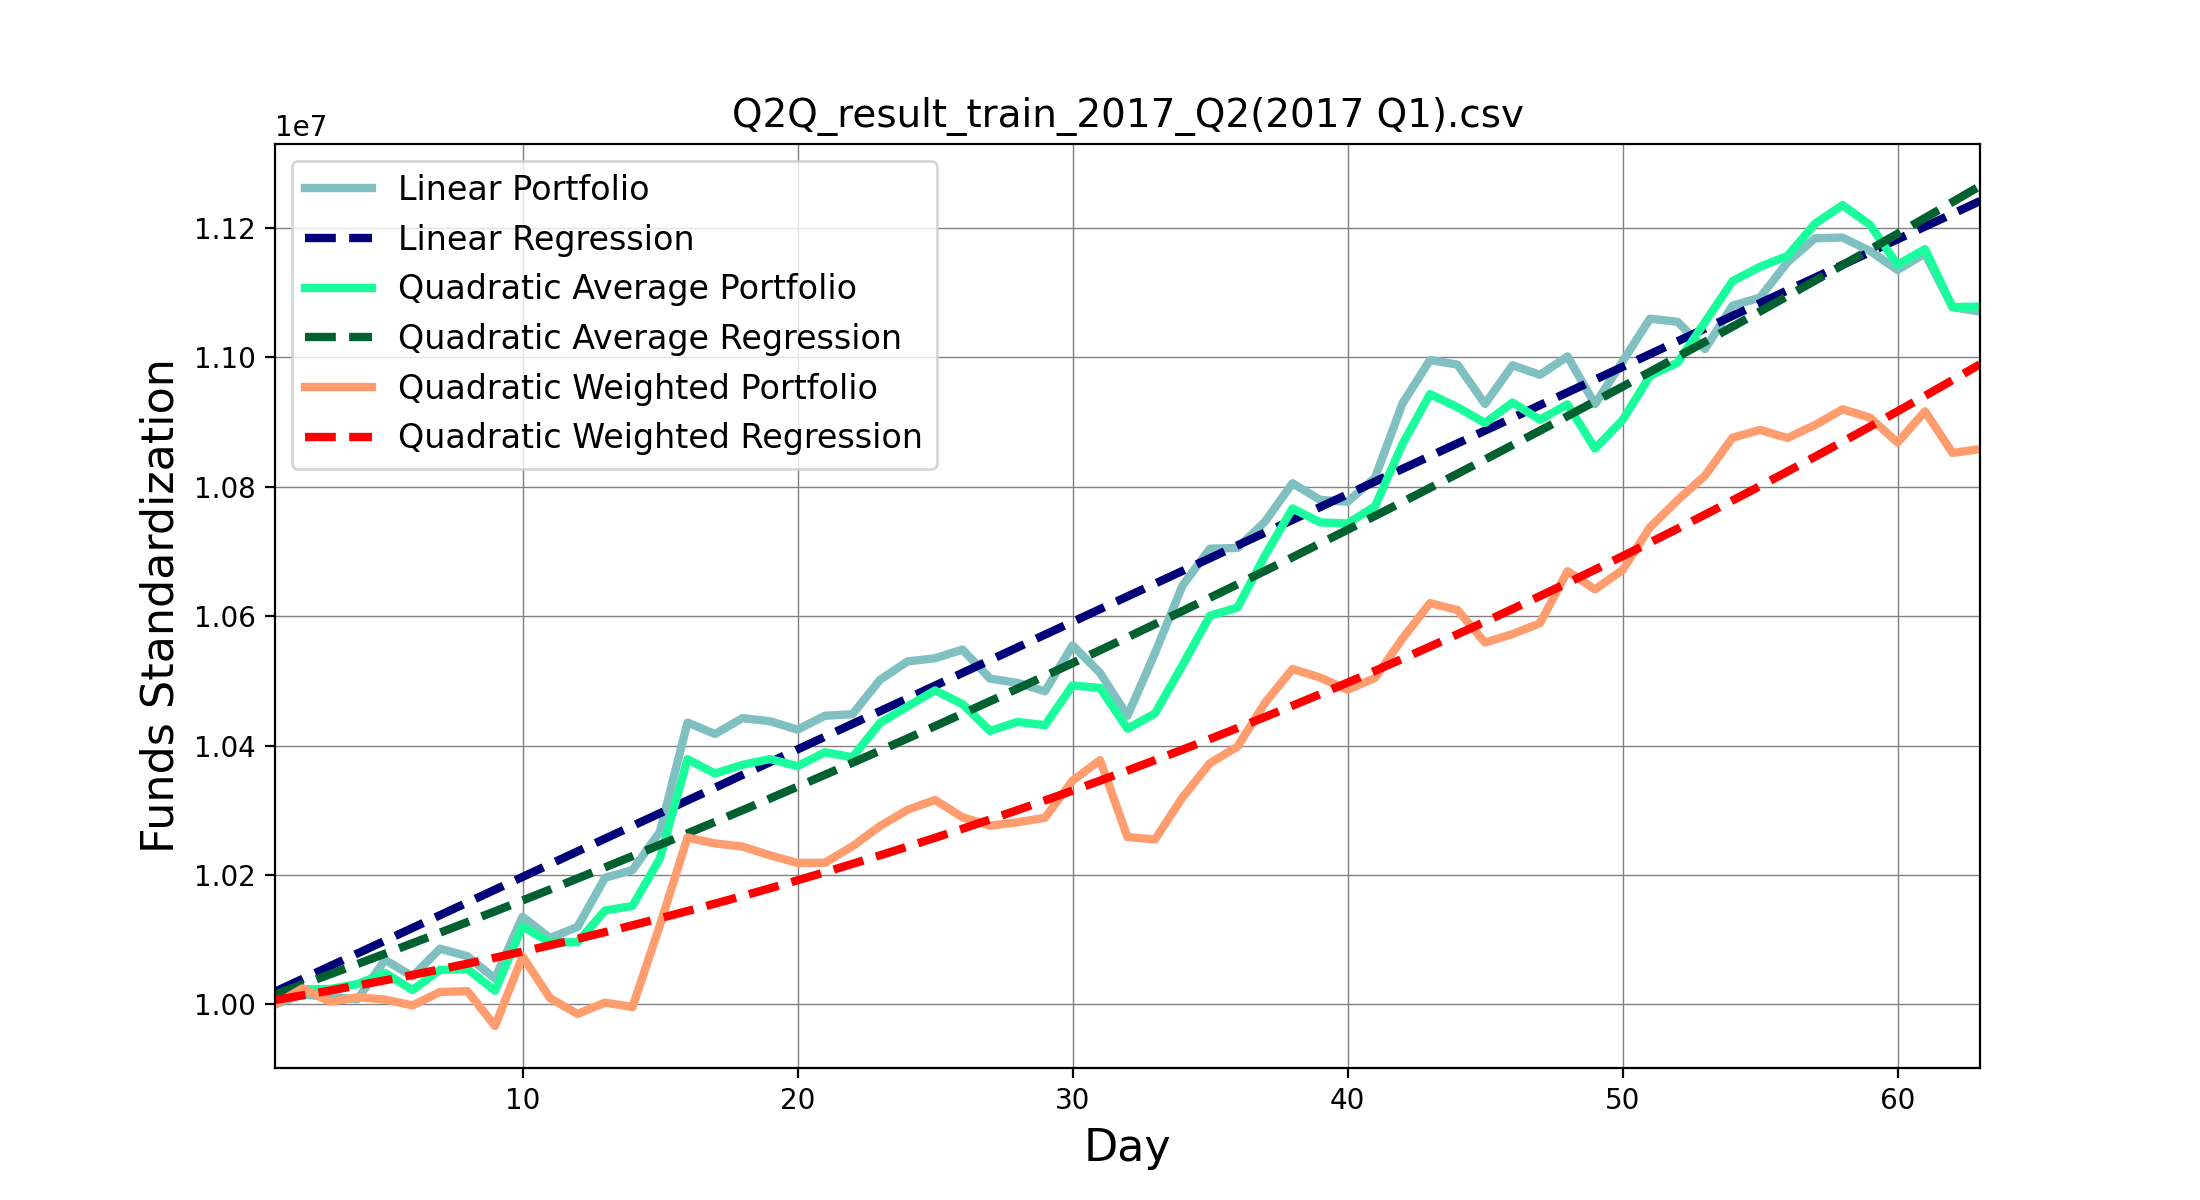 Q2Q_result_train_2017_Q2(2017 Q1).csv
1e7
Linear Portfolio
Linear Regression
Quadratic Average Portfolio
Quadratic Average Regression
Quadratic Weighted Portfolio
Quadratic Weighted Regression
Funds Standardization
1.12
1.10
1.08
1.06
1.04
1.02
1.00
10 20 30 40 50 60
Day